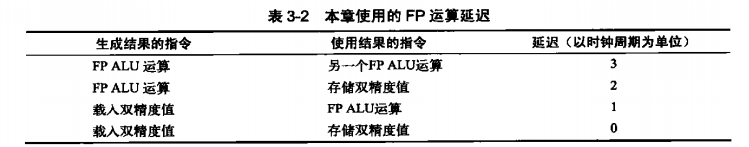 表 3-2 本章使用的 FP 运算延迟
生成结果的指令 使用结果的指令 延迟（以时钟周期为单位）
FP ALU 运算 另一个FP ALU运算 3
FP ALU 运算 存储双精度值 2
载入双精度值 FP ALU运算 1
载入双精度值 存储双精度值 0